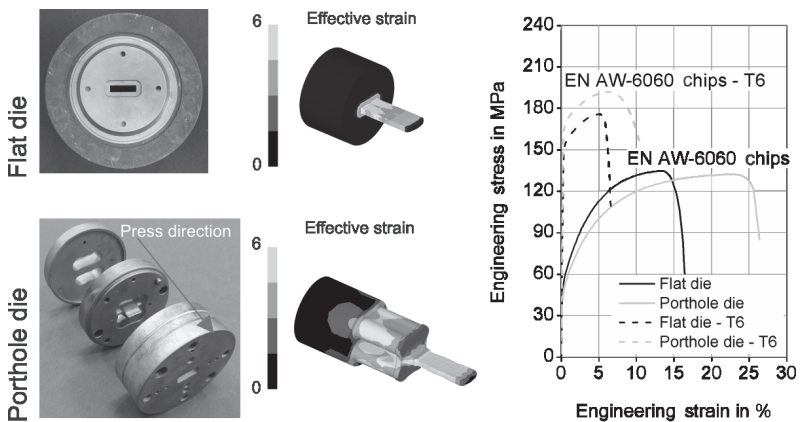 Flat die
6
Effective strain
0
Porthole die
Press direction
6
Effective strain
0
Engineering stress in MPa
240
210
180
150
120
90
60
30
0
EN AW-6060 chips - T6
EN AW-6060 chips
Flat die
Porthole die
Flat die - T6
Porthole die - T6
0 5 10 15 20 25 30
Engineering strain in %